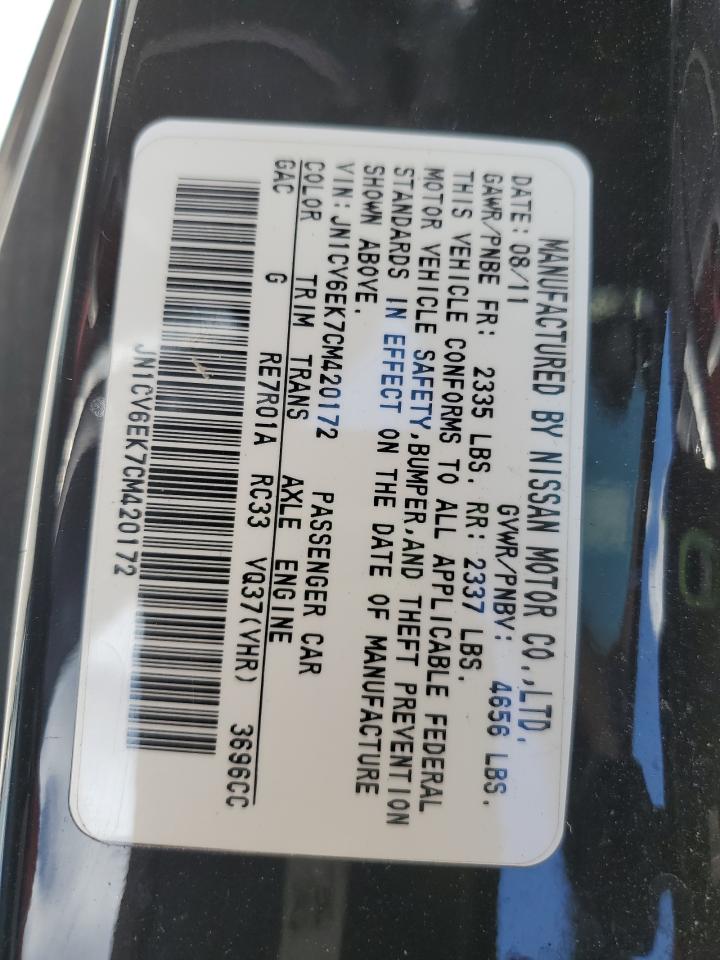 MANUFACTURED BY NISSAN MOTOR CO.,LTD.
DATE: 08/11 GVWR/PNBV: 4656 LBS.
GAWR/PNBE FR: 2335 LBS. RR: 2337 LBS.
THIS VEHICLE CONFORMS TO ALL APPLICABLE FEDERAL
MOTOR VEHICLE SAFETY,BUMPER,AND THEFT PREVENTION
STANDARDS IN EFFECT ON THE DATE OF MANUFACTURE
SHOWN ABOVE.
VIN: JN1CV6EK7CM420172 PASSENGER CAR
COLOR TRIM TRANS AXLE ENGINE
GAC G RE7R01A RC33 VQ37(VHR) 3696CC
JN1CV6EK7CM420172